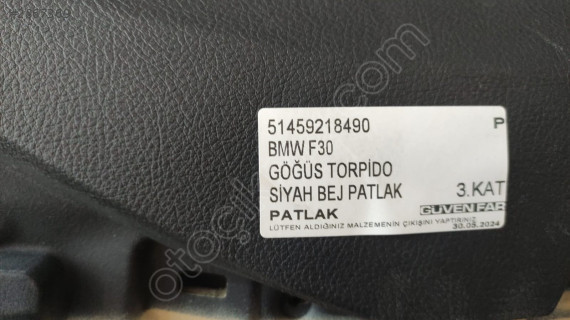 51459218490 P
BMW F30
GÖĞÜS TORPİDO
SİYAH BEJ PATLAK 3.KAT
PATLAK GÜVEN FAR
LÜTFEN ALDIĞINIZ MALZEMENİN ÇIKIŞINI YAPTIRINIZ
30.05.2024